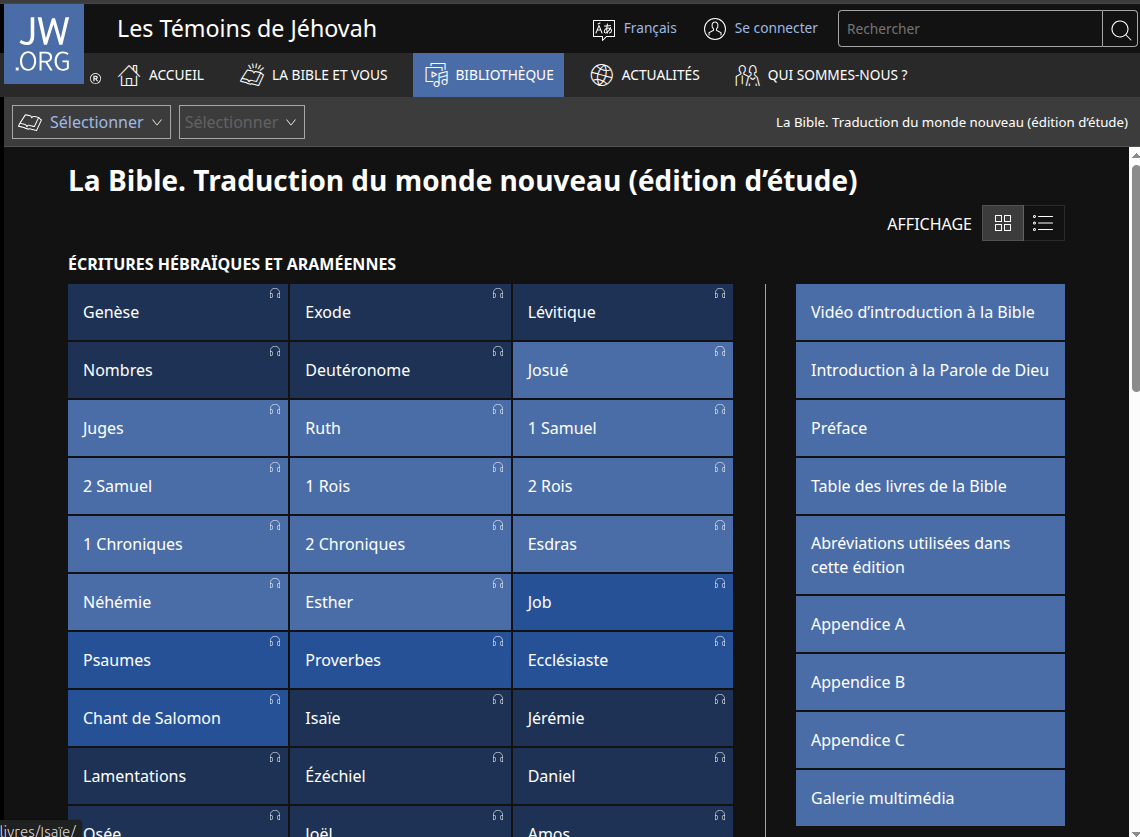 JW
.ORG
®
Les Témoins de Jéhovah
Français
Se connecter
Rechercher
ACCUEIL
LA BIBLE ET VOUS
BIBLIOTHÈQUE
ACTUALITÉS
QUI SOMMES-NOUS ?
Sélectionner
Sélectionner
La Bible. Traduction du monde nouveau (édition d’étude)
La Bible. Traduction du monde nouveau (édition d’étude)
AFFICHAGE
ÉCRITURES HÉBRAÏQUES ET ARAMÉENNES
Genèse
Exode
Lévitique
Nombres
Deutéronome
Josué
Juges
Ruth
1 Samuel
2 Samuel
1 Rois
2 Rois
1 Chroniques
2 Chroniques
Esdras
Néhémie
Esther
Job
Psaumes
Proverbes
Ecclésiaste
Chant de Salomon
Isaïe
Jérémie
Lamentations
Ézéchiel
Daniel
Osée
Joël
Amos
Vidéo d’introduction à la Bible
Introduction à la Parole de Dieu
Préface
Table des livres de la Bible
Abréviations utilisées dans
cette édition
Appendice A
Appendice B
Appendice C
Galerie multimédia
livres/Isaïe/